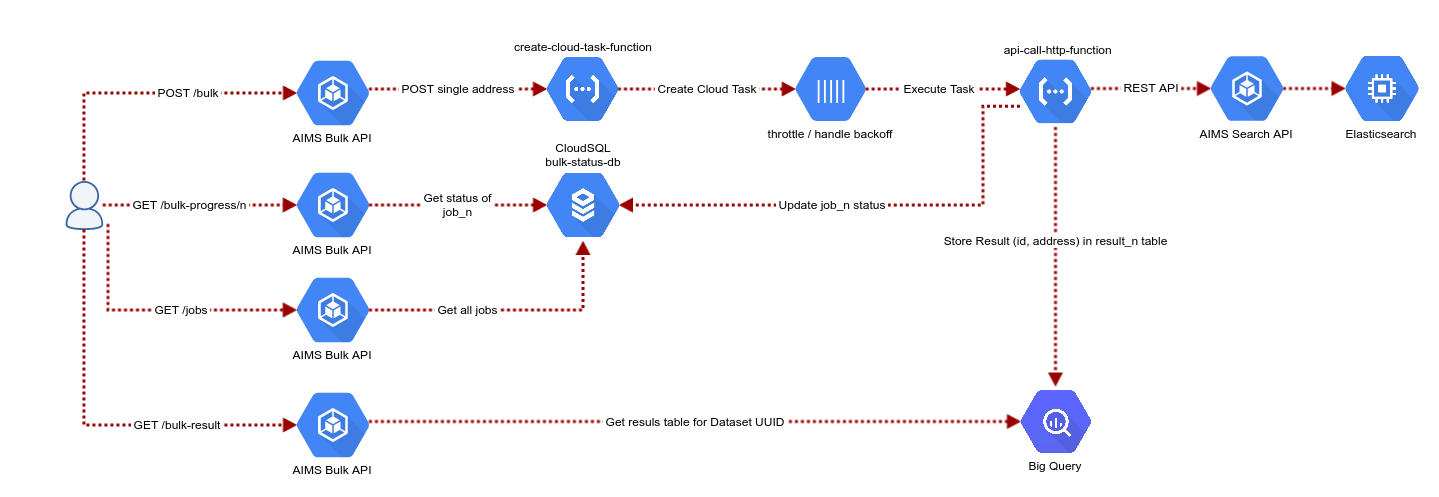 create-cloud-task-function
api-call-http-function
POST /bulk
POST single address
Create Cloud Task
Execute Task
REST API
AIMS Bulk API
throttle / handle backoff
AIMS Search API
Elasticsearch
CloudSQL
bulk-status-db
GET /bulk-progress/n
Get status of
job_n
Update job_n status
AIMS Bulk API
Store Result (id, address) in result_n table
GET /jobs
Get all jobs
AIMS Bulk API
GET /bulk-result
Get resuls table for Dataset UUID
AIMS Bulk API
Big Query